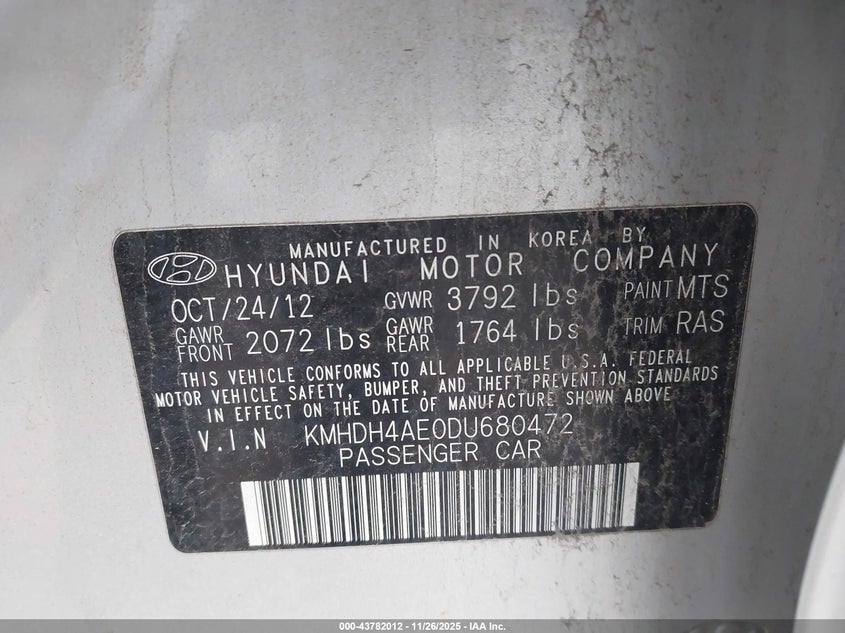 MANUFACTURED IN KOREA BY
HYUNDAI MOTOR COMPANY
OCT/24/12 GVWR 3792 lbs PAINT MTS
GAWR FRONT 2072 lbs GAWR REAR 1764 lbs TRIM RAS
THIS VEHICLE CONFORMS TO ALL APPLICABLE U.S.A. FEDERAL
MOTOR VEHICLE SAFETY, BUMPER, AND THEFT PREVENTION STANDARDS
IN EFFECT ON THE DATE OF MANUFACTURE SHOWN ABOVE.
V.I.N KMHDH4AE0DU680472
PASSENGER CAR
000-43782012 - 11/26/2025 - IAA Inc.